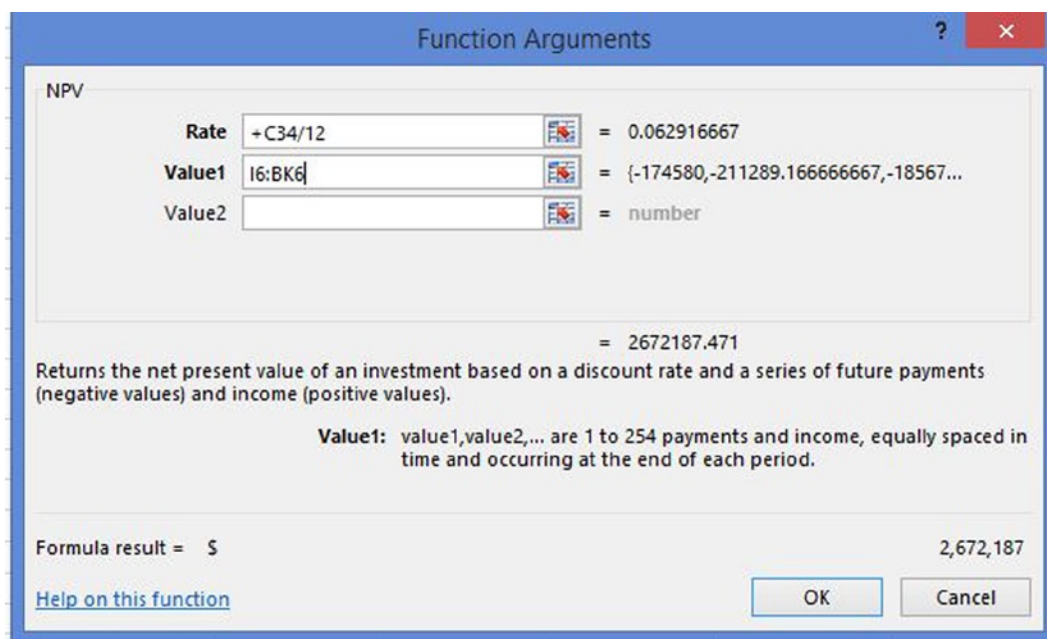 Function Arguments ? ×
NPV
Rate +C34/12 = 0.062916667
Value1 I6:BK6 = {-174580,-211289.166666667,-18567...
Value2 = number
= 2672187.471
Returns the net present value of an investment based on a discount rate and a series of future payments
(negative values) and income (positive values).
Value1: value1,value2,... are 1 to 254 payments and income, equally spaced in
time and occurring at the end of each period.
Formula result = $ 2,672,187
Help on this function OK Cancel